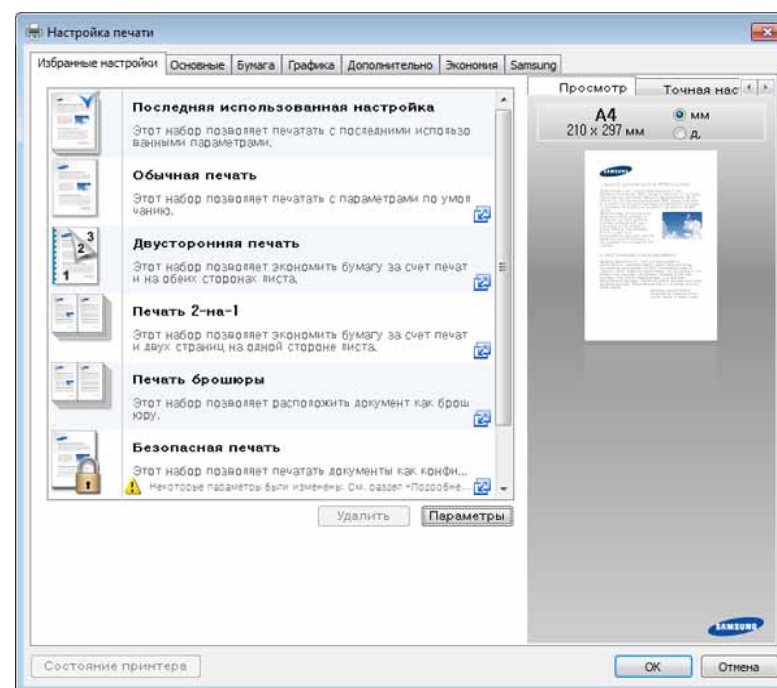 Настройка печати
Избранные настройки Основные Бумага Графика Дополнительно Экономия Samsung
Последняя использованная настройка
Этот набор позволяет печатать с последними использо
ванными параметрами.
Обычная печать
Этот набор позволяет печатать с параметрами по умол
чанию.
Двусторонняя печать
Этот набор позволяет экономить бумагу за счет печат
и на обеих сторонах листа.
Печать 2-на-1
Этот набор позволяет экономить бумагу за счет печат
и двух страниц на одной стороне листа.
Печать брошюры
Этот набор позволяет расположить документ как брош
юру.
Безопасная печать
Этот набор позволяет печатать документы как конфи...
Некоторые параметры были изменены. См. раздел "Подробне...
Удалить Параметры
Просмотр Точная нас
A4
210 x 297 мм
мм
д.
SAMSUNG
SAMSUNG
Состояние принтера OK Отмена